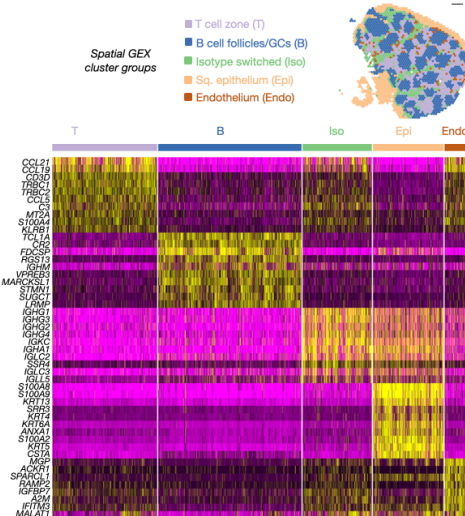 Spatial GEX
cluster groups
T cell zone (T)
B cell follicles/GCs (B)
Isotype switched (Iso)
Sq. epithelium (Epi)
Endothelium (Endo)
T B Iso Epi Endo
CCL21
CCL19
CD3D
TRBC1
TRBC2
CCL5
C3
MT2A
S100A4
KLRB1
TCL1A
CR2
FDCSP
RGS13
IGHM
VPREB3
MARCKSL1
STMN1
SUGCT
LRMP
IGHG1
IGHG3
IGHG2
IGHG4
IGKC
IGHA1
IGLC2
SSR4
IGLC3
IGLL5
S100A8
S100A9
KRT13
SRR3
KRT4
KRT6A
ANXA1
S100A2
KRT5
CSTA
MGP
ACKR1
SPARCL1
RAMP2
IGFBP7
A2M
IFITM3
MALAT1